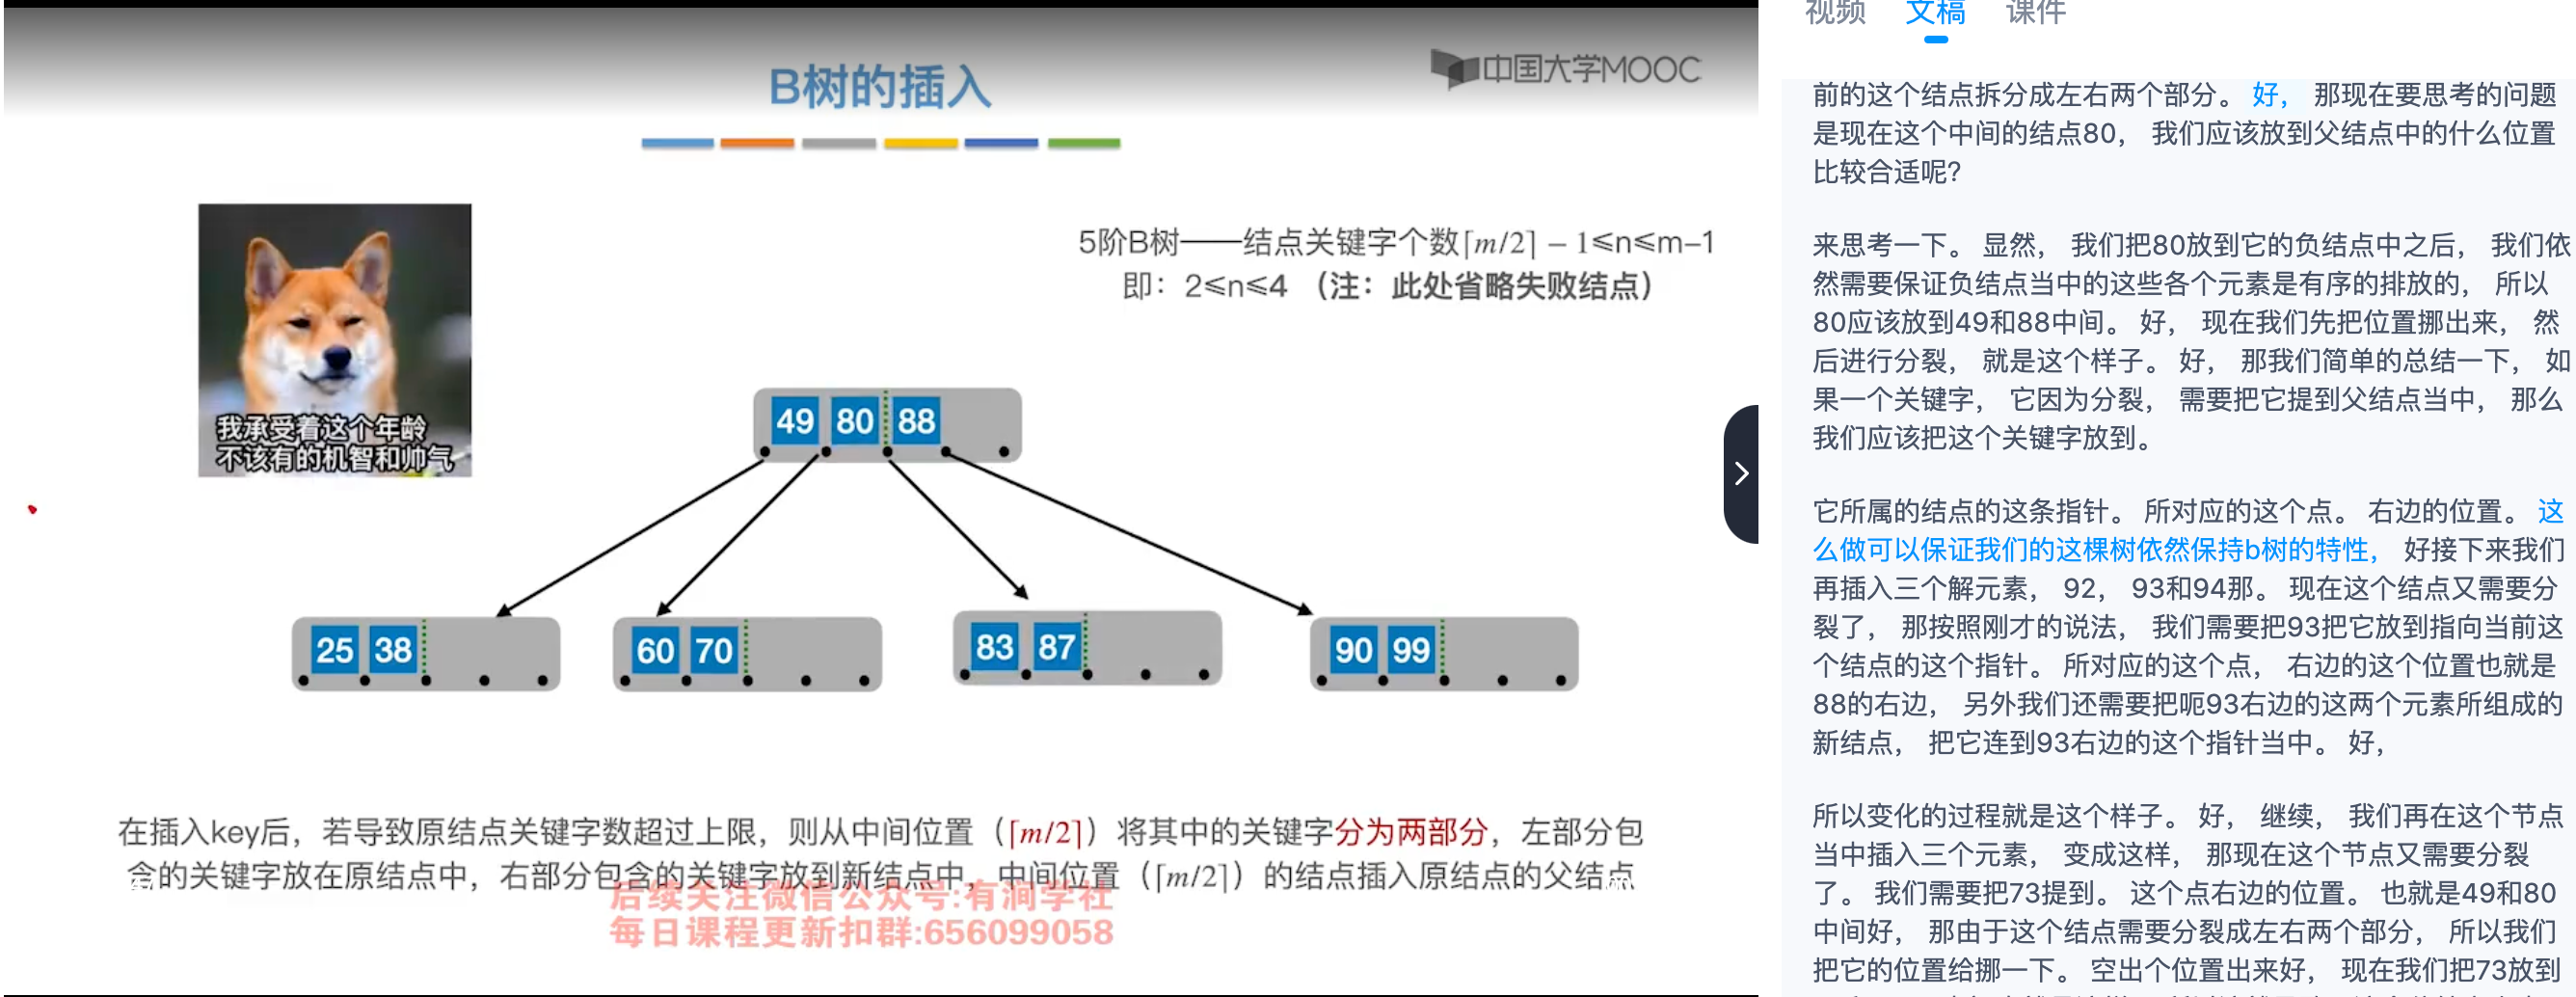 B树的插入
中国大学MOOC
5阶B树——结点关键字个数⌈m/2⌉ – 1≤n≤m–1
即：2≤n≤4 （注：此处省略失败结点）
我承受着这个年龄
不该有的机智和帅气
49 80 88
25 38
60 70
83 87
90 99
在插入key后，若导致原结点关键字数超过上限，则从中间位置（⌈m/2⌉）将其中的关键字分为两部分，左部分包
含的关键字放在原结点中，右部分包含的关键字放到新结点中，中间位置（⌈m/2⌉）的结点插入原结点的父结点
后续关注微信公众号:有涧学社
每日课程更新扣群:656099058
视频 文稿 课件
前的这个结点拆分成左右两个部分。 好， 那现在要思考的问题
是现在这个中间的结点80， 我们应该放到父结点中的什么位置
比较合适呢?
来思考一下。 显然， 我们把80放到它的负结点中之后， 我们依
然需要保证负结点当中的这些各个元素是有序的排放的， 所以
80应该放到49和88中间。 好， 现在我们先把位置挪出来， 然
后进行分裂， 就是这个样子。 好， 那我们简单的总结一下， 如
果一个关键字， 它因为分裂， 需要把它提到父结点当中， 那么
我们应该把这个关键字放到。
它所属的结点的这条指针。 所对应的这个点。 右边的位置。 这
么做可以保证我们的这棵树依然保持b树的特性， 好接下来我们
再插入三个解元素， 92， 93和94那。 现在这个结点又需要分
裂了， 那按照刚才的说法， 我们需要把93把它放到指向当前这
个结点的这个指针。 所对应的这个点， 右边的这个位置也就是
88的右边， 另外我们还需要把呃93右边的这两个元素所组成的
新结点， 把它连到93右边的这个指针当中。 好，
所以变化的过程就是这个样子。 好， 继续， 我们再在这个节点
当中插入三个元素， 变成这样， 那现在这个节点又需要分裂
了。 我们需要把73提到。 这个点右边的位置。 也就是49和80
中间好， 那由于这个结点需要分裂成左右两个部分， 所以我们
把它的位置给挪一下。 空出个位置出来好， 现在我们把73放到